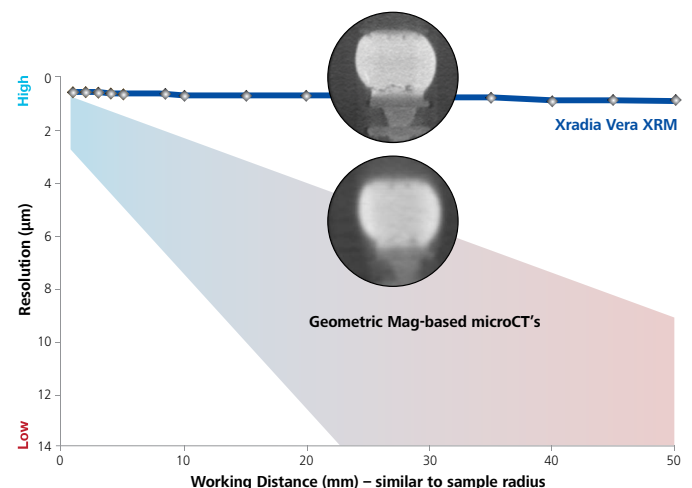 High
Resolution (µm)
Low
0
2
4
6
8
10
12
14
Xradia Vera XRM
Geometric Mag-based microCT's
0
10
20
30
40
50
Working Distance (mm) – similar to sample radius